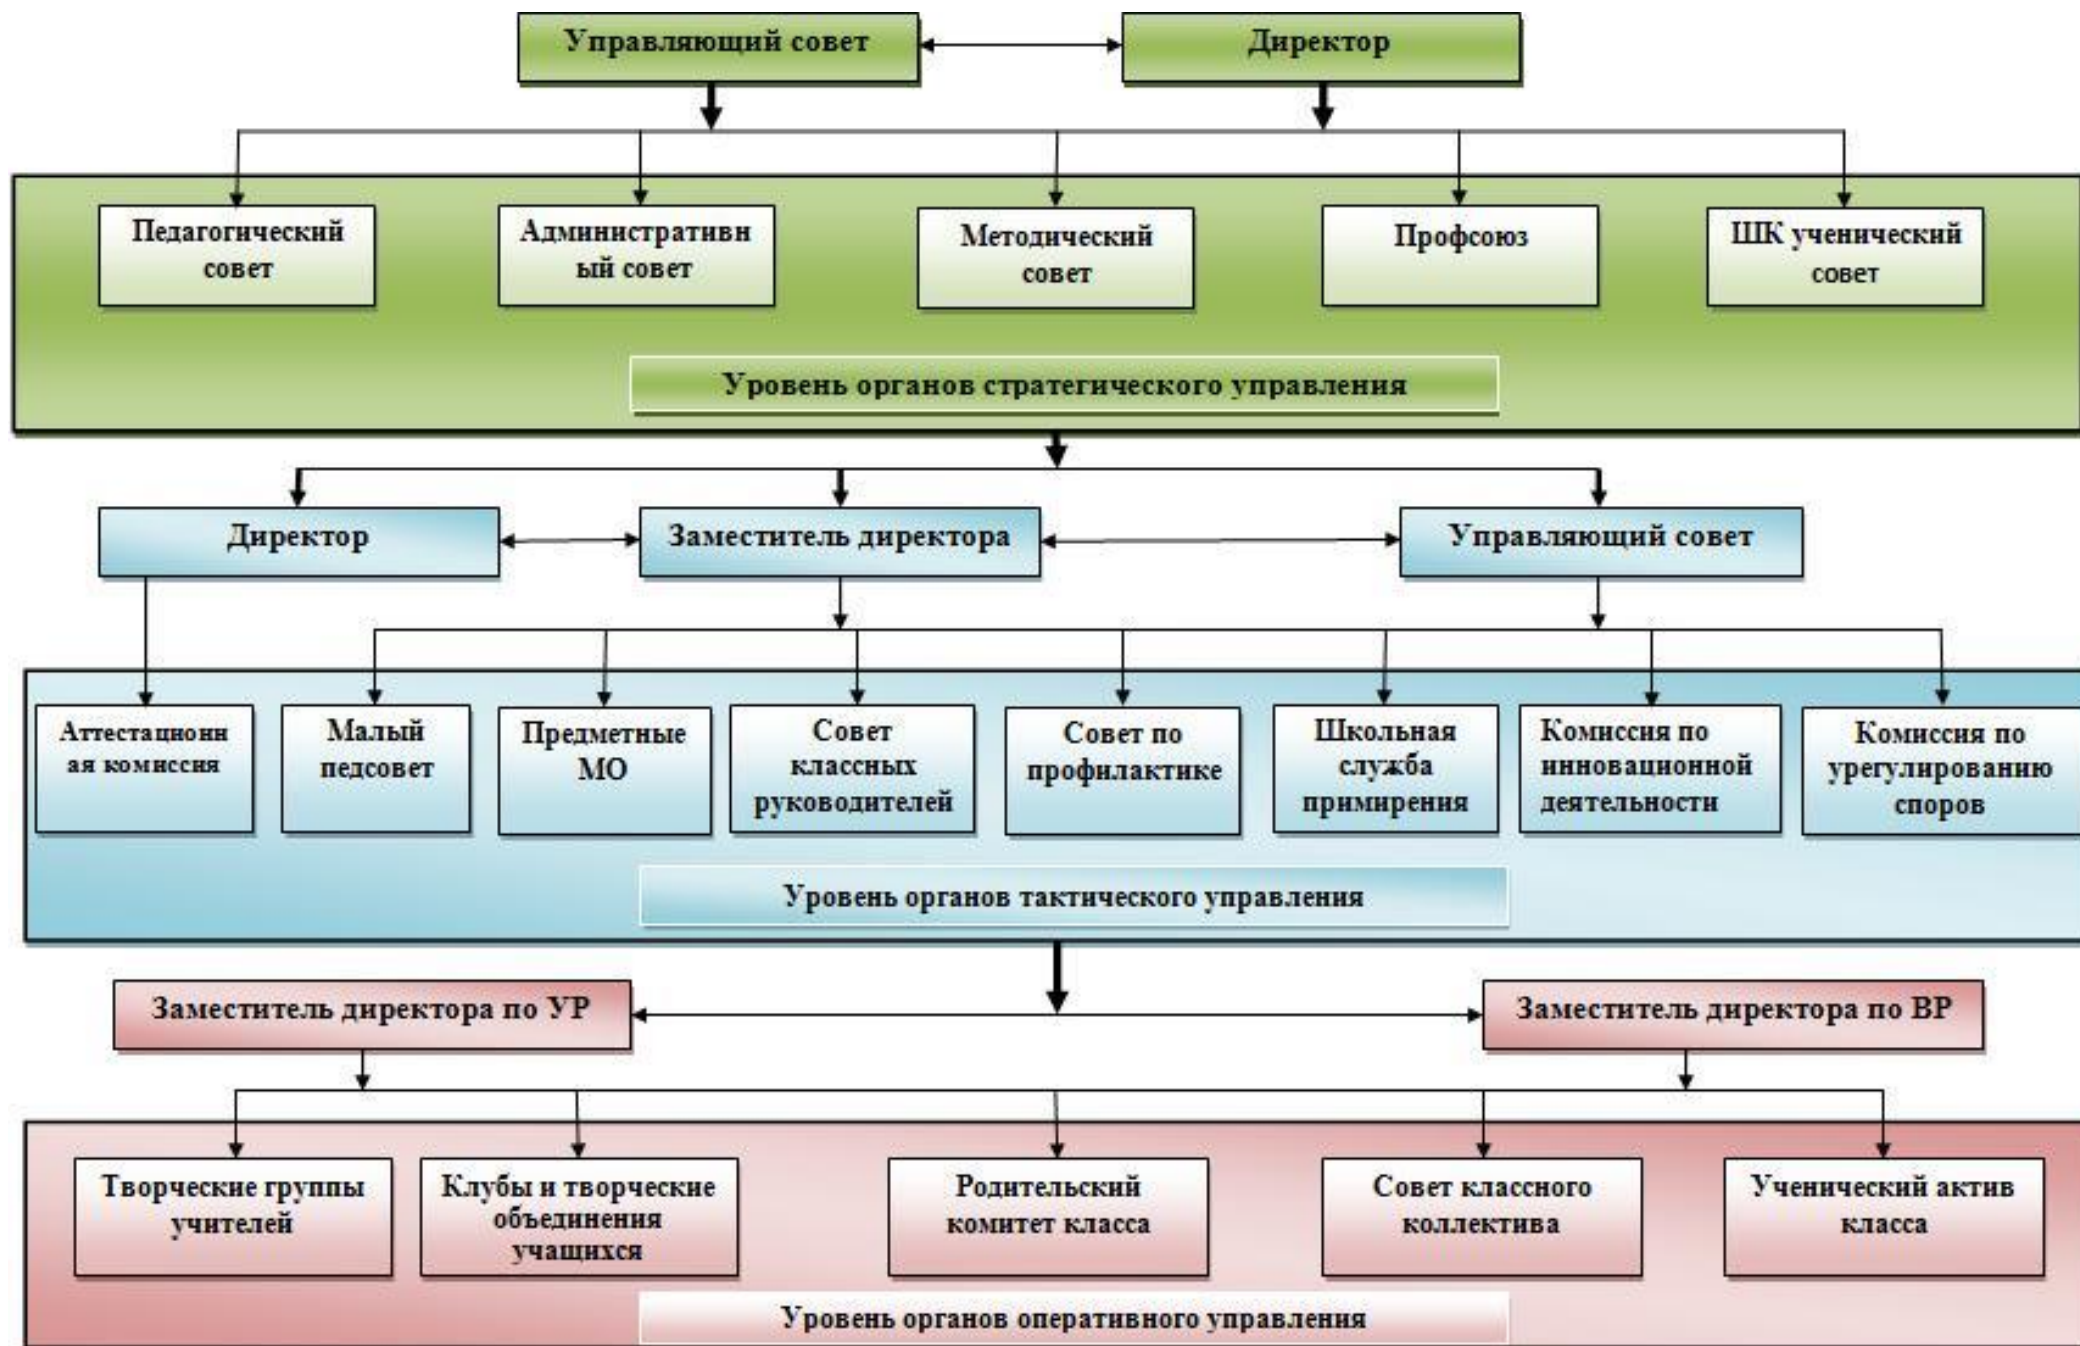 Управляющий совет
Директор
Педагогический
совет
Административн
ый совет
Методический
совет
Профсоюз
ШК ученический
совет
Уровень органов стратегического управления
Директор
Заместитель директора
Управляющий совет
Аттестационн
ая комиссия
Малый
педсовет
Предметные
МО
Совет
классных
руководителей
Совет по
профилактике
Школьная
служба
примирения
Комиссия по
инновационной
деятельности
Комиссия по
урегулированию
споров
Уровень органов тактического управления
Заместитель директора по УР
Заместитель директора по ВР
Творческие группы
учителей
Клубы и творческие
объединения
учащихся
Родительский
комитет класса
Совет классного
коллектива
Ученический актив
класса
Уровень органов оперативного управления